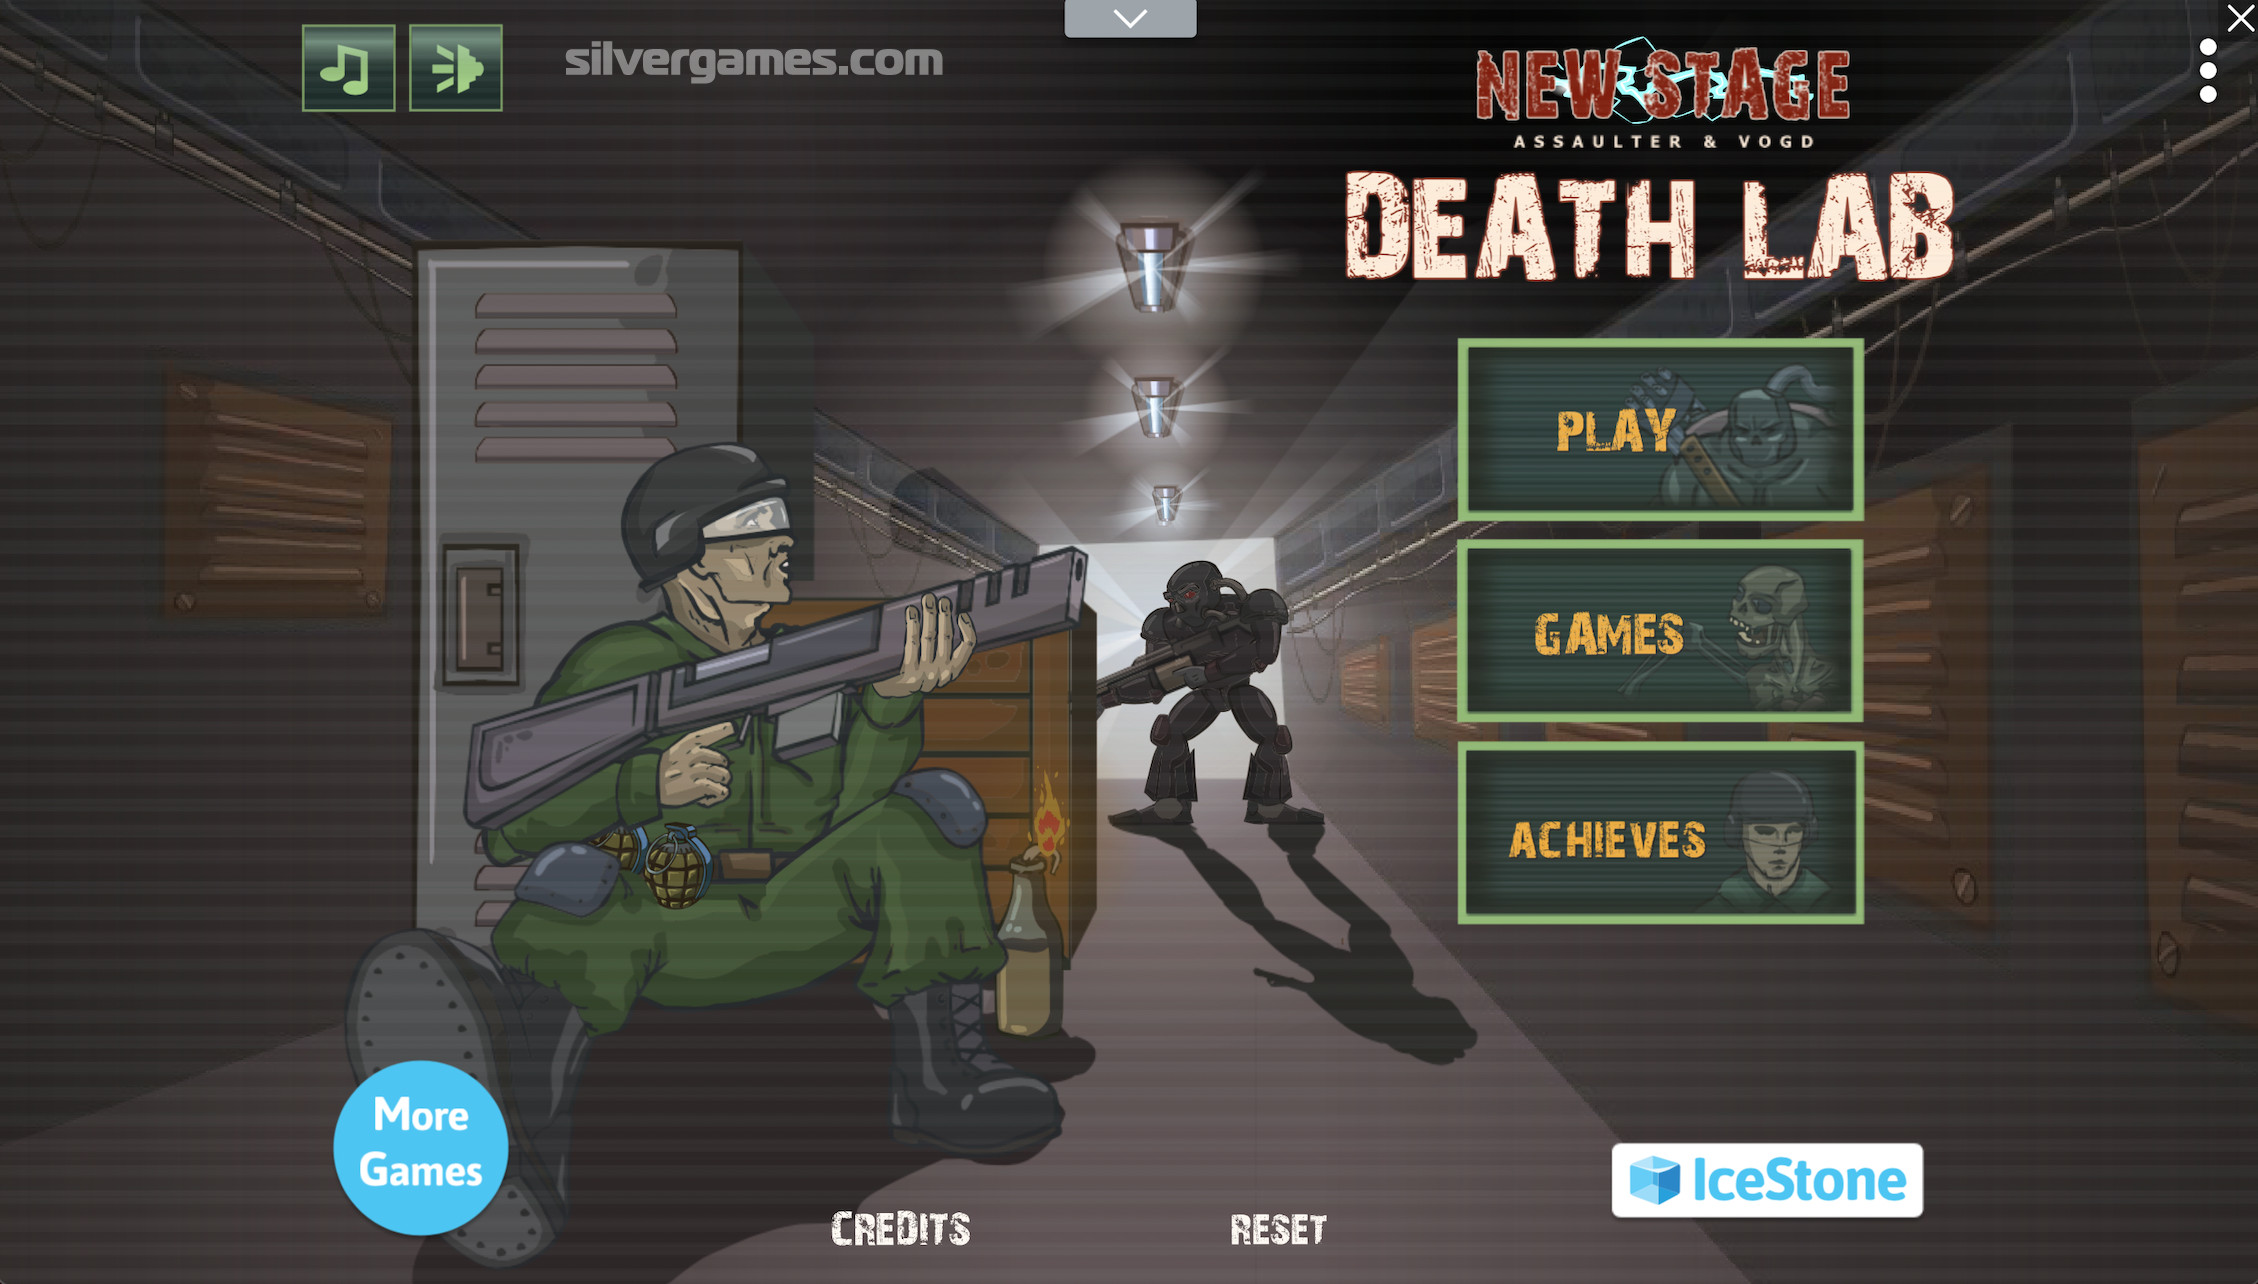 silvergames.com
NEW STAGE
ASSAULTER & VOGD
DEATH LAB
PLAY
GAMES
ACHIEVES
More
Games
CREDITS
RESET
IceStone